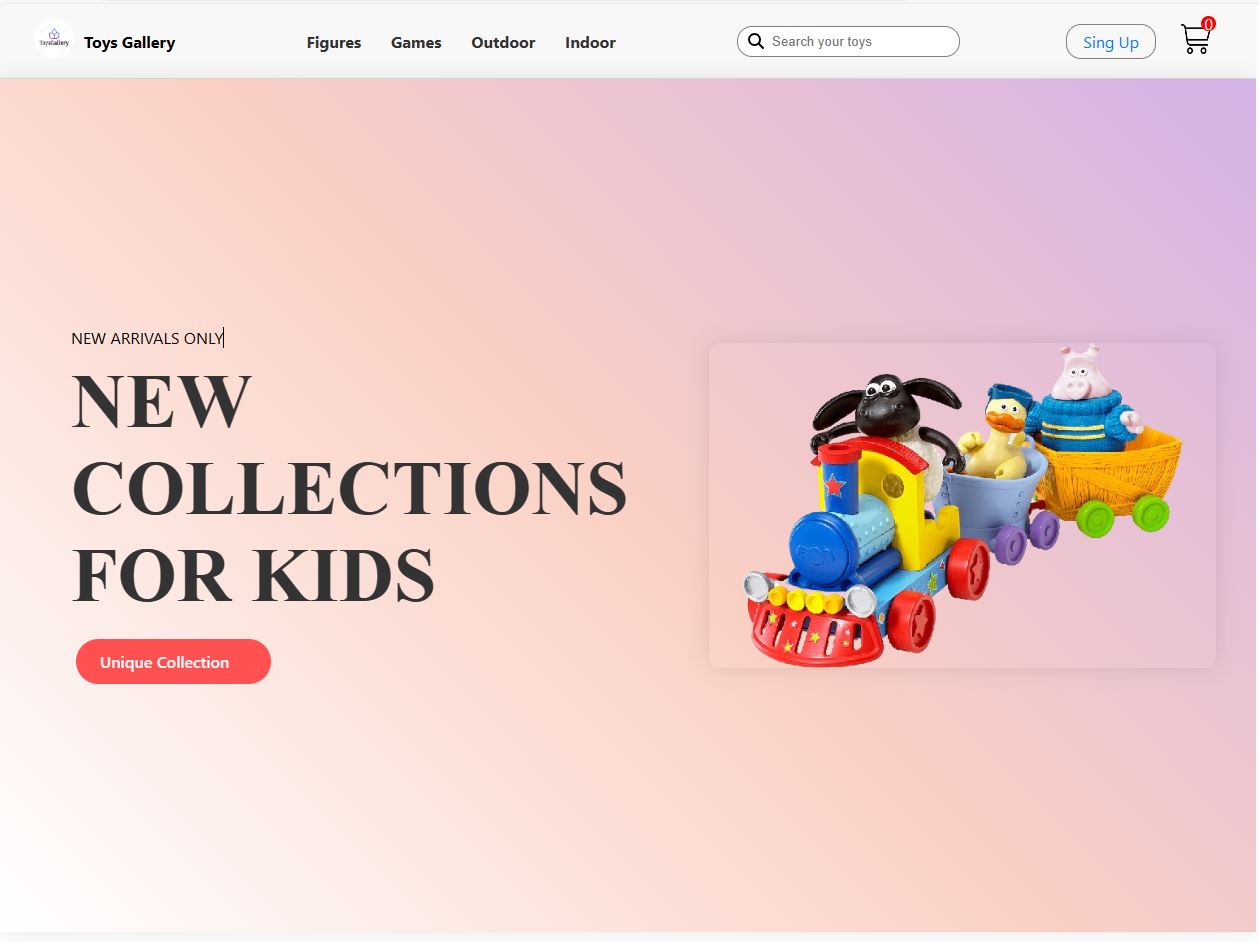 ToysGallery
Toys Gallery
Figures
Games
Outdoor
Indoor
Search your toys
Sing Up
0
NEW ARRIVALS ONLY
NEW
COLLECTIONS
FOR KIDS
Unique Collection